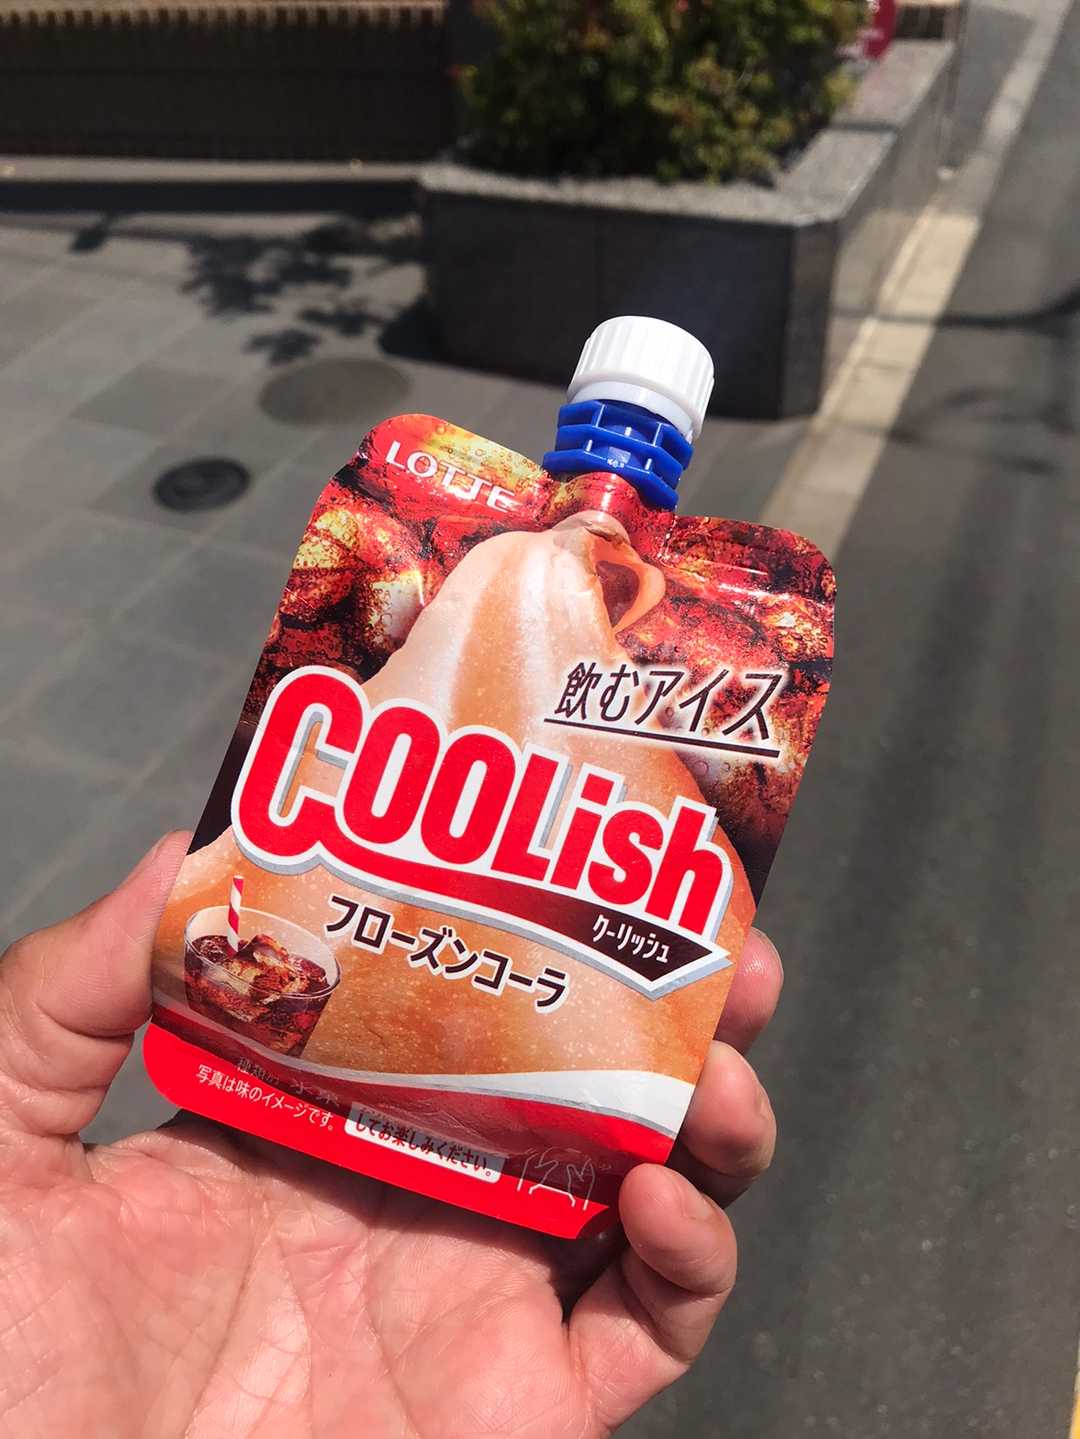 LOTTE
飲むアイス
COOLish
クーリッシュ
フローズンコーラ
写真は味のイメージです。
してお楽しみください。